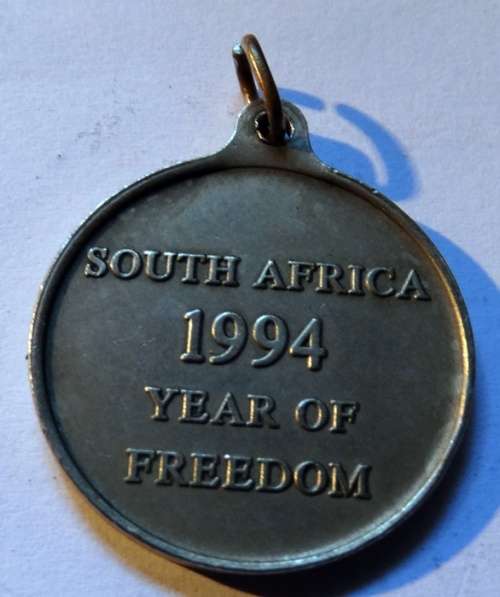 SOUTH AFRICA
1994
YEAR OF
FREEDOM